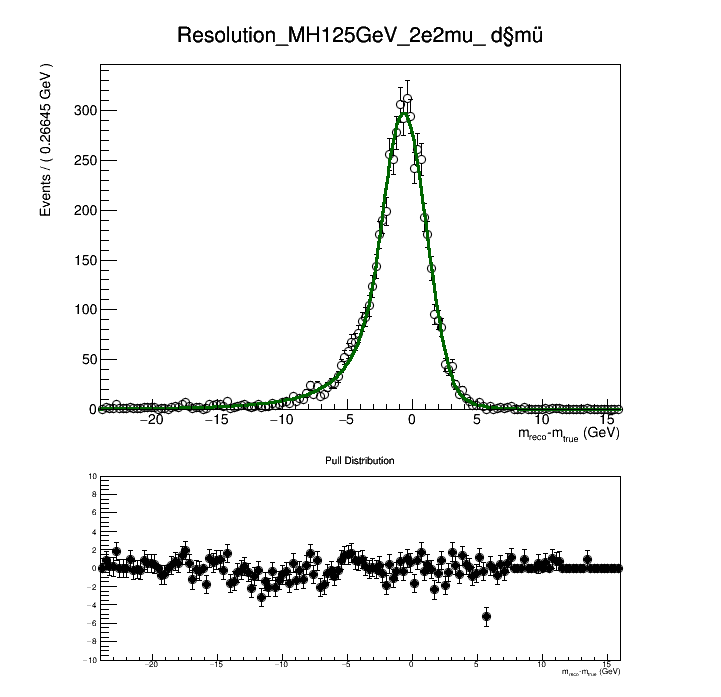 Resolution_MH125GeV_2e2mu_ d§mü
Events / ( 0.26645 GeV )
300
250
200
150
100
50
0
−20 −15 −10 −5 0 5 10 15
m_reco-m_true (GeV)
Pull Distribution
10
8
6
4
2
0
−2
−4
−6
−8
−10
−20 −15 −10 −5 0 5 10 15
m_reco-m_true (GeV)